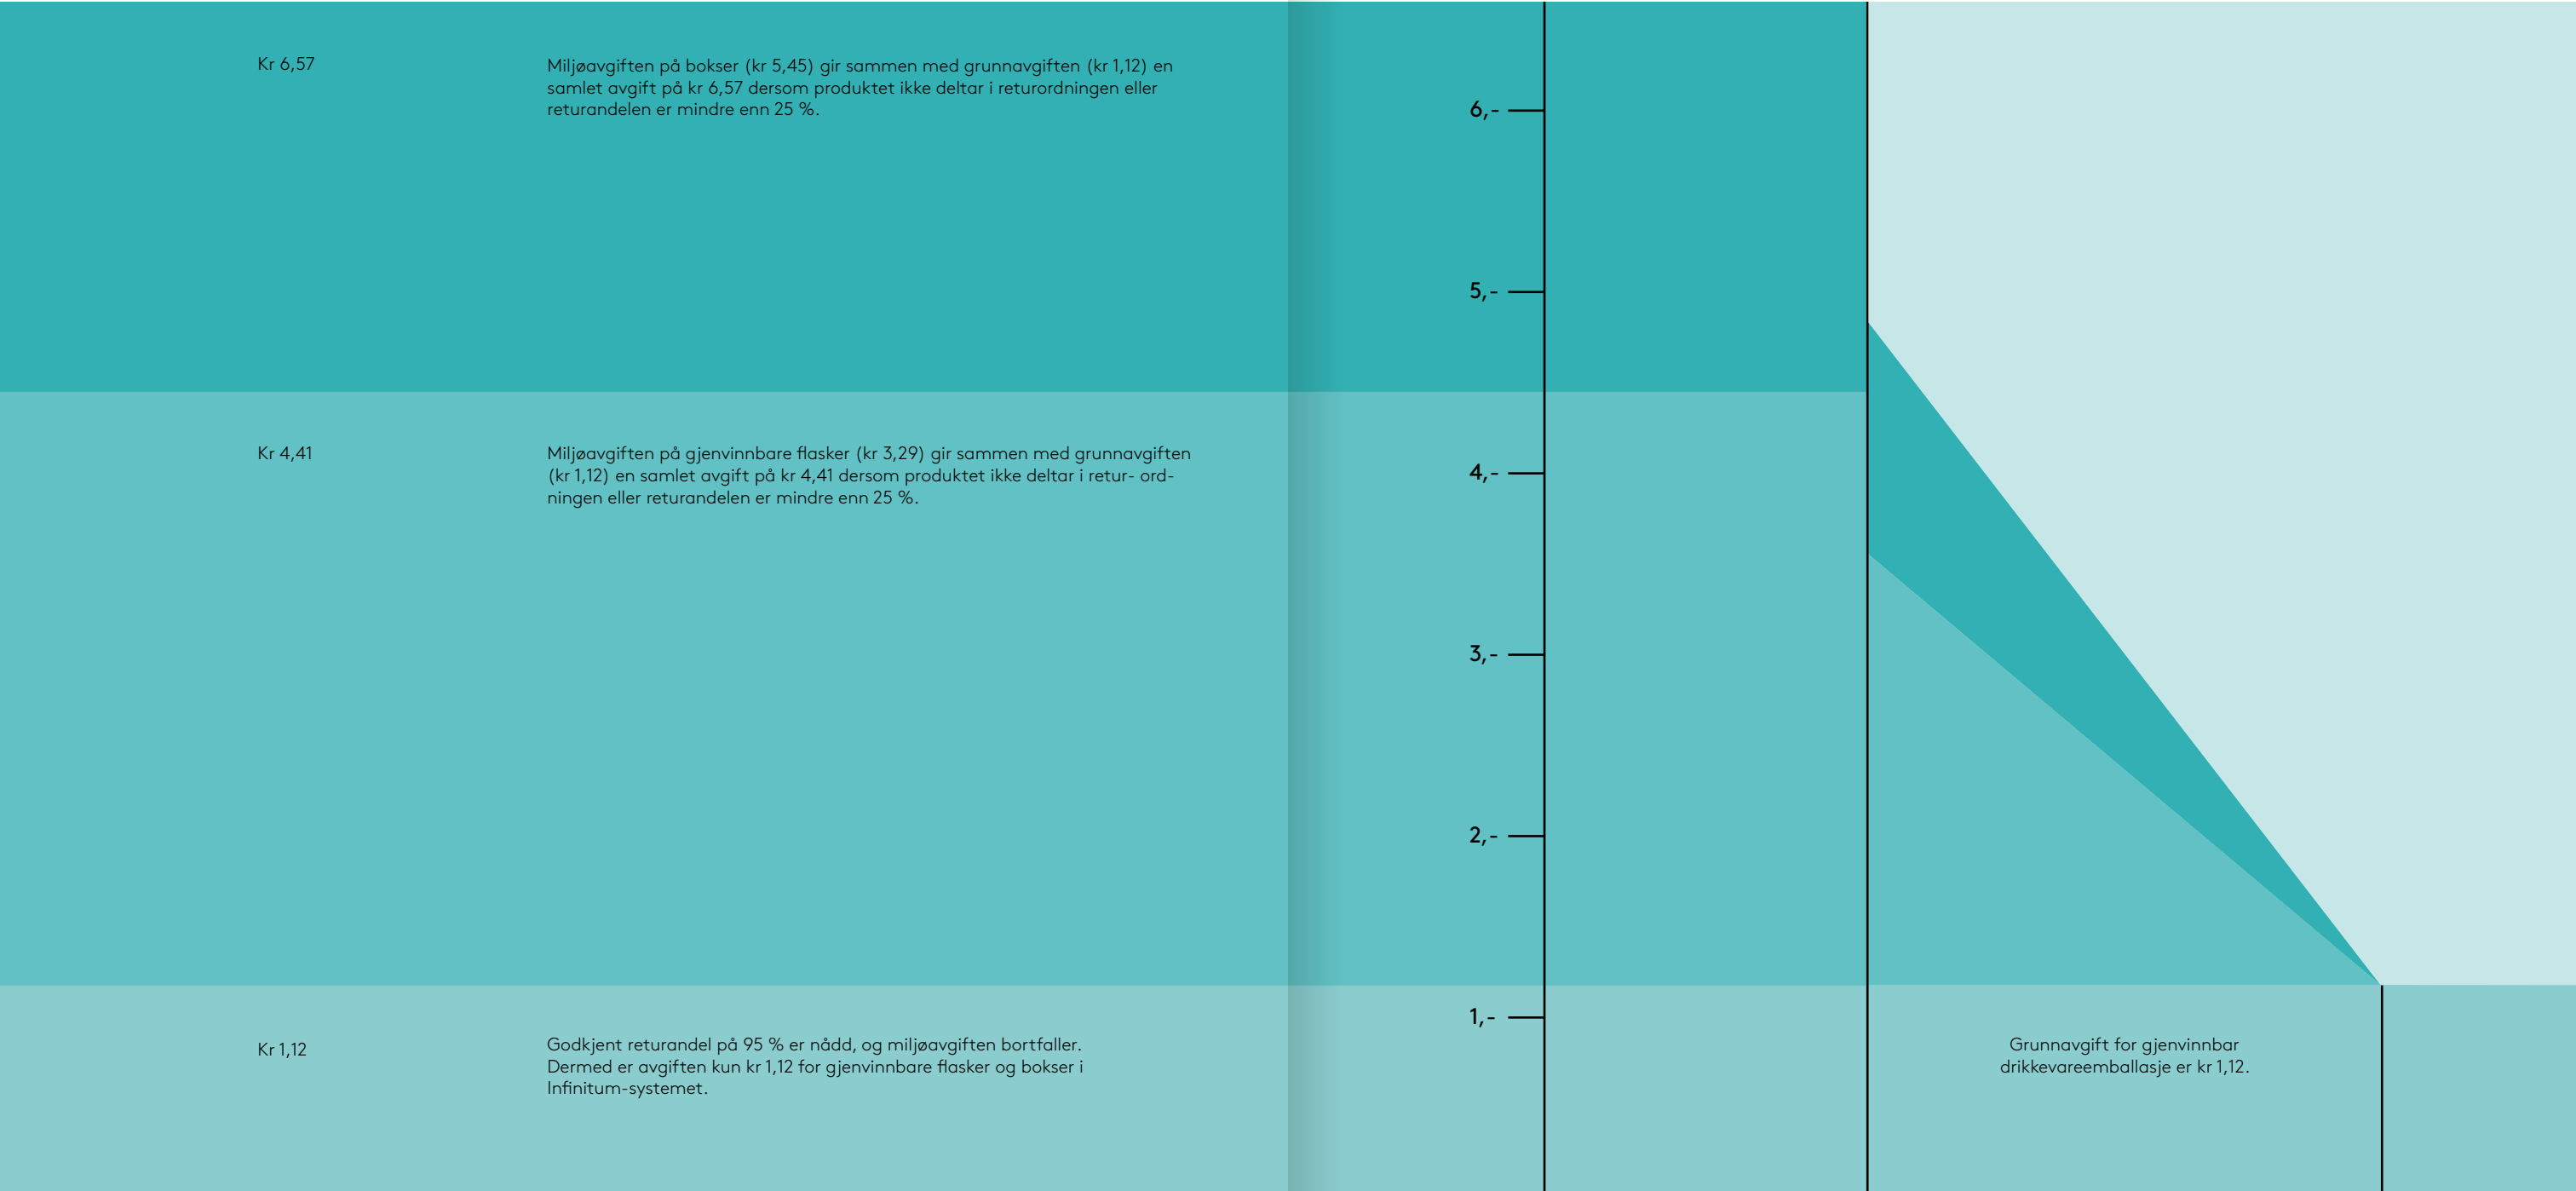 Kr 6,57
Miljøavgiften på bokser (kr 5,45) gir sammen med grunnavgiften (kr 1,12) en
samlet avgift på kr 6,57 dersom produktet ikke deltar i returordningen eller
returandelen er mindre enn 25 %.
Kr 4,41
Miljøavgiften på gjenvinnbare flasker (kr 3,29) gir sammen med grunnavgiften
(kr 1,12) en samlet avgift på kr 4,41 dersom produktet ikke deltar i retur- ord-
ningen eller returandelen er mindre enn 25 %.
Kr 1,12
Godkjent returandel på 95 % er nådd, og miljøavgiften bortfaller.
Dermed er avgiften kun kr 1,12 for gjenvinnbare flasker og bokser i
Infinitum-systemet.
6,-
5,-
4,-
3,-
2,-
1,-
Grunnavgift for gjenvinnbar
drikkevareemballasje er kr 1,12.